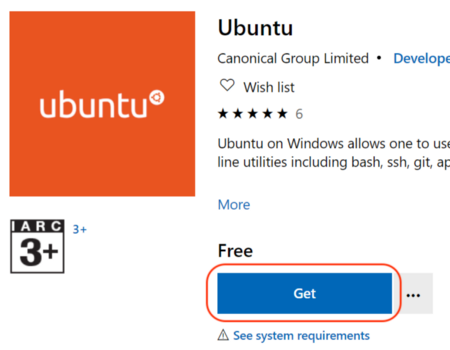 Ubuntu
Canonical Group Limited • Develope
Wish list
ubuntu
6
Ubuntu on Windows allows one to use
line utilities including bash, ssh, git, ap
More
IARC
3+
3+
Free
Get
...
See system requirements